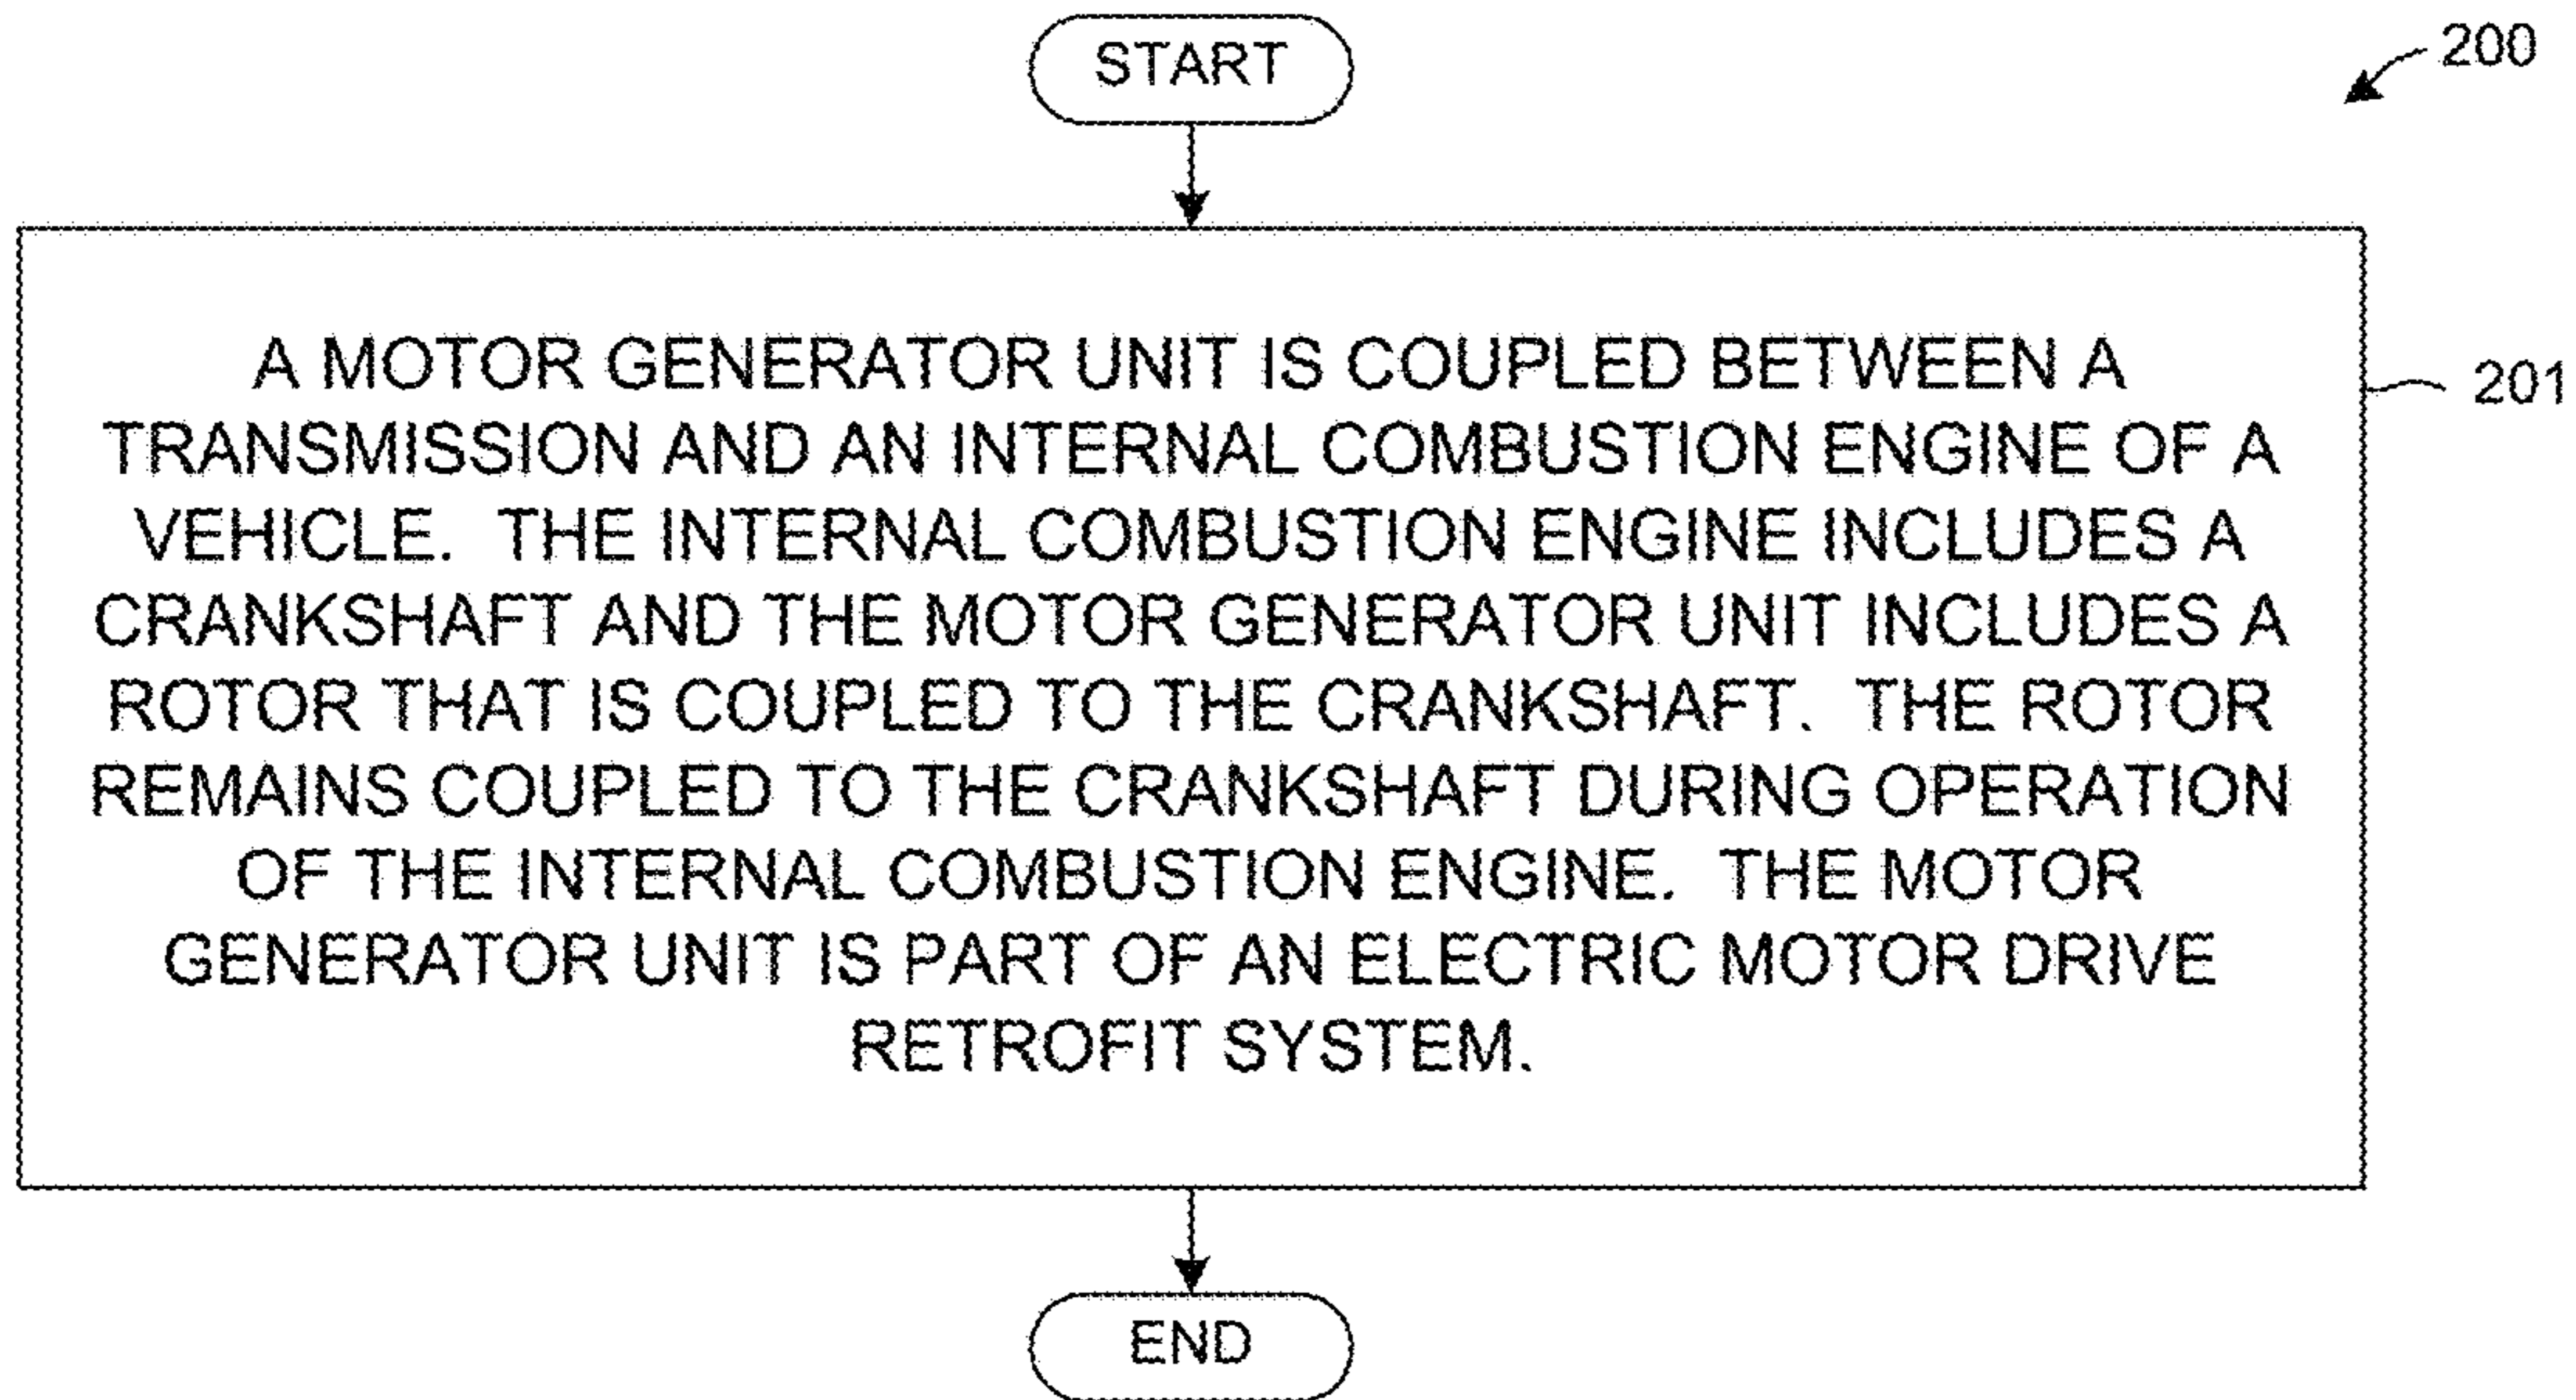 START
200
A MOTOR GENERATOR UNIT IS COUPLED BETWEEN A
TRANSMISSION AND AN INTERNAL COMBUSTION ENGINE OF A
VEHICLE. THE INTERNAL COMBUSTION ENGINE INCLUDES A
CRANKSHAFT AND THE MOTOR GENERATOR UNIT INCLUDES A
ROTOR THAT IS COUPLED TO THE CRANKSHAFT. THE ROTOR
REMAINS COUPLED TO THE CRANKSHAFT DURING OPERATION
OF THE INTERNAL COMBUSTION ENGINE. THE MOTOR
GENERATOR UNIT IS PART OF AN ELECTRIC MOTOR DRIVE
RETROFIT SYSTEM.
201
END